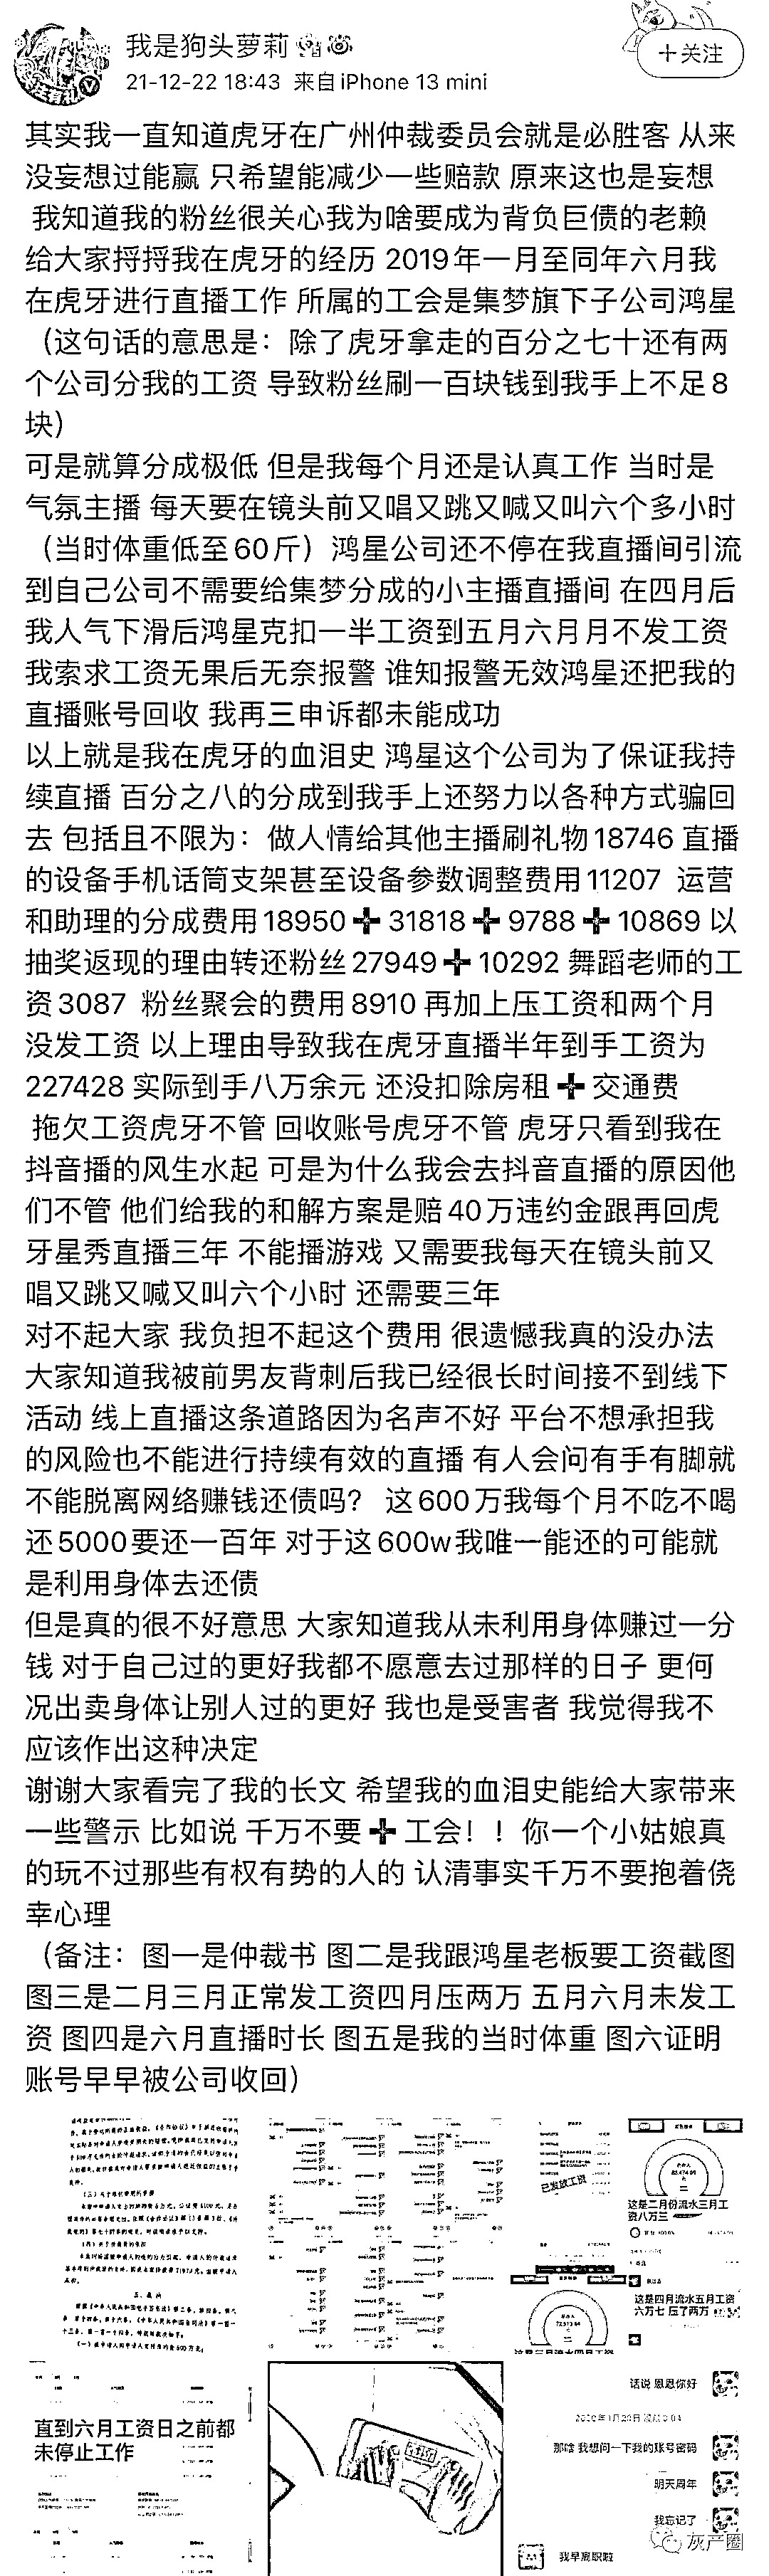 我是狗头萝莉
21-12-22 18:43 来自 iPhone 13 mini
+关注
其实我一直知道虎牙在广州仲裁委员会就是必胜客 从来
没妄想过能赢 只希望能减少一些赔款 原来这也是妄想
我知道我的粉丝很关心我为啥要成为背负巨债的老赖
给大家捋捋我在虎牙的经历 2019年一月至同年六月我
在虎牙进行直播工作 所属的工会是集梦旗下子公司鸿星
（这句话的意思是：除了虎牙拿走的百分之七十还有两
个公司分我的工资 导致粉丝刷一百块钱到我手上不足8
块）
可是就算分成极低 但是我每个月还是认真工作 当时是
气氛主播 每天要在镜头前又唱又跳又喊又叫六个多小时
（当时体重低至60斤）鸿星公司还不停在我直播间引流
到自己公司不需要给集梦分成的小主播直播间 在四月后
我人气下滑后鸿星克扣一半工资到五月六月月不发工资
我索求工资无果后无奈报警 谁知报警无效鸿星还把我的
直播账号回收 我再三申诉都未能成功
以上就是我在虎牙的血泪史 鸿星这个公司为了保证我持
续直播 百分之八的分成到我手上还努力以各种方式骗回
去 包括且不限为：做人情给其他主播刷礼物18746 直播
的设备手机话筒支架甚至设备参数调整费用11207 运营
和助理的分成费用18950➕31818➕9788➕10869 以
抽奖返现的理由转还粉丝27949➕10292 舞蹈老师的工
资3087 粉丝聚会的费用8910 再加上压工资和两个月
没发工资 以上理由导致我在虎牙直播半年到手工资为
227428 实际到手八万余元 还没扣除房租➕交通费
拖欠工资虎牙不管 回收账号虎牙不管 虎牙只看到我在
抖音播的风生水起 可是为什么我会去抖音直播的原因他
们不管 他们给我的和解方案是赔40万违约金跟再回虎
牙星秀直播三年 不能播游戏 又需要我每天在镜头前又
唱又跳又喊又叫六个小时 还需要三年
对不起大家 我负担不起这个费用 很遗憾我真的没办法
大家知道我被前男友背刺后我已经很长时间接不到线下
活动 线上直播这条道路因为名声不好 平台不想承担我
的风险也不能进行持续有效的直播 有人会问有手有脚就
不能脱离网络赚钱还债吗？ 这600万我每个月不吃不喝
还5000要还一百年 对于这600w我唯一能还的可能就
是利用身体去还债
但是真的很不好意思 大家知道我从未利用身体赚过一分
钱 对于自己过的更好我都不愿意去过那样的日子 更何
况出卖身体让别人过的更好 我也是受害者 我觉得我不
应该作出这种决定
谢谢大家看完了我的长文 希望我的血泪史能给大家带来
一些警示 比如说 千万不要➕工会！！你一个小姑娘真
的玩不过那些有权有势的人的 认清事实千万不要抱着侥
幸心理
（备注：图一是仲裁书 图二是我跟鸿星老板要工资截图
图三是二月三月正常发工资四月压两万 五月六月未发工
资 图四是六月直播时长 图五是我的当时体重 图六证明
账号早早被公司收回）
已发放工资
这是二月份流水三月工
资八万三
这是四月流水五月工资
六万七 压了两万
直到六月工资日之前都
未停止工作
话说 恩恩你好
那啥 我想问一下我的账号密码
明天周年
我忘记了
我早离职啦
灰产圈